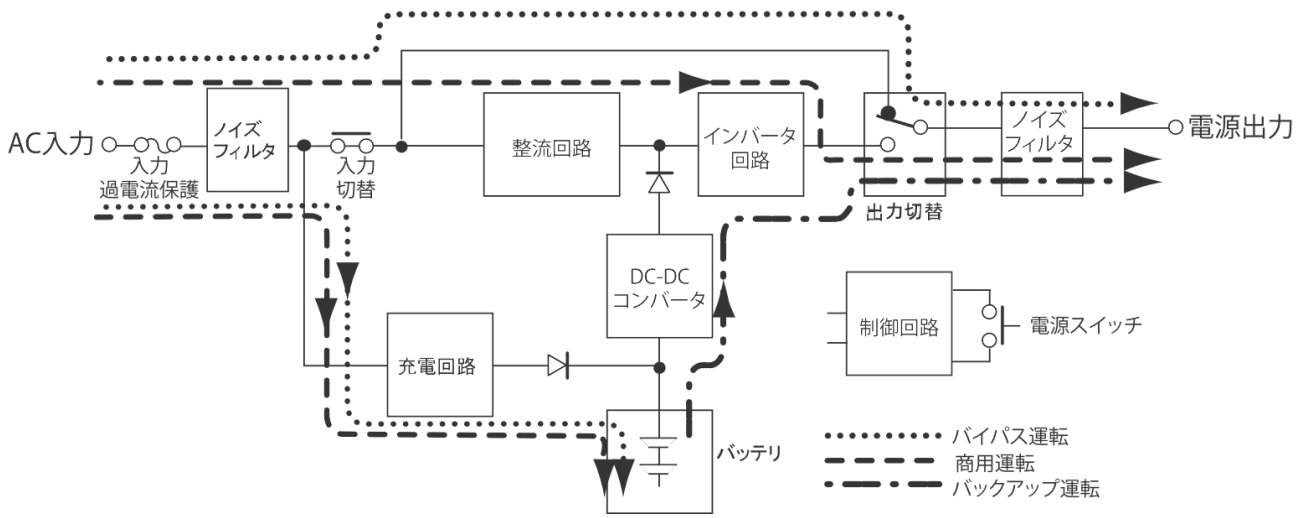 AC入力
入力
過電流保護
ノイズ
フィルタ
入力
切替
整流回路
インバータ
回路
出力切替
ノイズ
フィルタ
電源出力
DC-DC
コンバータ
充電回路
バッテリ
制御回路
電源スイッチ
バイパス運転
商用運転
バックアップ運転